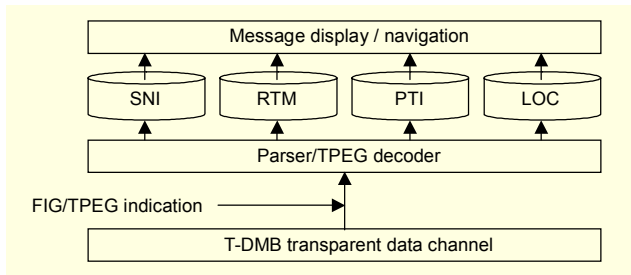 Message display / navigation
SNI
RTM
PTI
LOC
Parser/TPEG decoder
FIG/TPEG indication
T-DMB transparent data channel